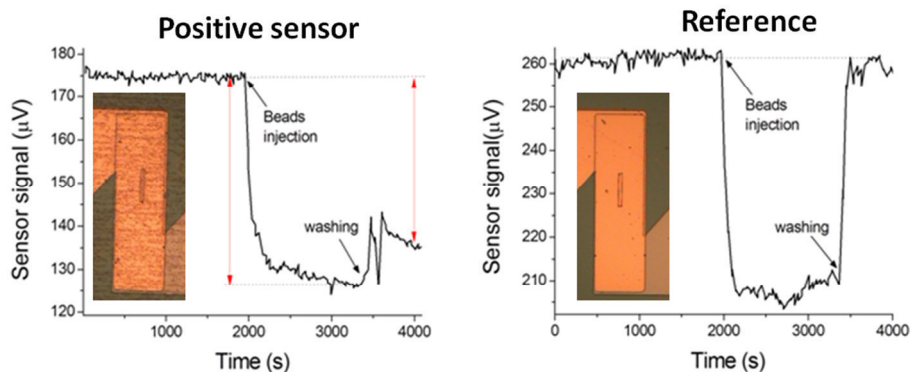 Positive sensor
Sensor signal (µV)
180
170
160
150
140
130
120
Beads
injection
washing
0
1000
2000
3000
4000
Time (s)
Reference
Sensor signal(µV)
260
250
240
230
220
210
Beads
injection
washing
0
1000
2000
3000
4000
Time (s)